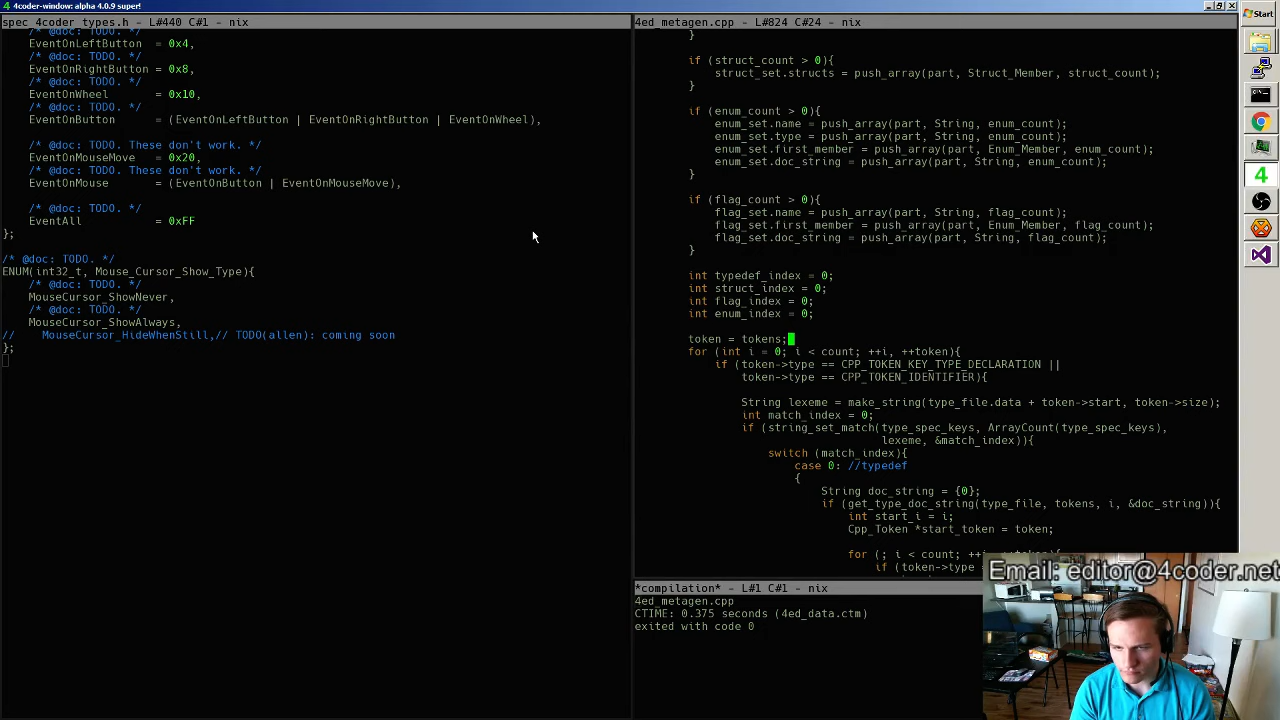 4coder-window: alpha 4.0.9 super!
spec_4coder_types.h - L#440 C#1 - nix
/* @doc: TODO. */
EventOnLeftButton = 0x4,
/* @doc: TODO. */
EventOnRightButton = 0x8,
/* @doc: TODO. */
EventOnWheel = 0x10,
/* @doc: TODO. */
EventOnButton = (EventOnLeftButton | EventOnRightButton | EventOnWheel),
/* @doc: TODO. These don't work. */
EventOnMouseMove = 0x20,
/* @doc: TODO. These don't work. */
EventOnMouse = (EventOnButton | EventOnMouseMove),
/* @doc: TODO. */
EventAll = 0xFF
};
/* @doc: TODO. */
ENUM(int32_t, Mouse_Cursor_Show_Type){
/* @doc: TODO. */
MouseCursor_ShowNever,
/* @doc: TODO. */
MouseCursor_ShowAlways,
// MouseCursor_HideWhenStill,// TODO(allen): coming soon
};
4ed_metagen.cpp - L#824 C#24 - nix
}
if (struct_count > 0){
struct_set.structs = push_array(part, Struct_Member, struct_count);
}
if (enum_count > 0){
enum_set.name = push_array(part, String, enum_count);
enum_set.type = push_array(part, String, enum_count);
enum_set.first_member = push_array(part, Enum_Member, enum_count);
enum_set.doc_string = push_array(part, String, enum_count);
}
if (flag_count > 0){
flag_set.name = push_array(part, String, flag_count);
flag_set.first_member = push_array(part, Enum_Member, flag_count);
flag_set.doc_string = push_array(part, String, flag_count);
}
int typedef_index = 0;
int struct_index = 0;
int flag_index = 0;
int enum_index = 0;
token = tokens;
for (int i = 0; i < count; ++i, ++token){
if (token->type == CPP_TOKEN_KEY_TYPE_DECLARATION ||
token->type == CPP_TOKEN_IDENTIFIER){
String lexeme = make_string(type_file.data + token->start, token->size);
int match_index = 0;
if (string_set_match(type_spec_keys, ArrayCount(type_spec_keys),
lexeme, &match_index)){
switch (match_index){
case 0: //typedef
{
String doc_string = {0};
if (get_type_doc_string(type_file, tokens, i, &doc_string)){
int start_i = i;
Cpp_Token *start_token = token;
for (; i < count; ++i, ++token){
if (token->type =
*compilation* - L#1 C#1 - nix
4ed_metagen.cpp
CTIME: 0.375 seconds (4ed_data.ctm)
exited with code 0
Start
4
Email: editor@4coder.net